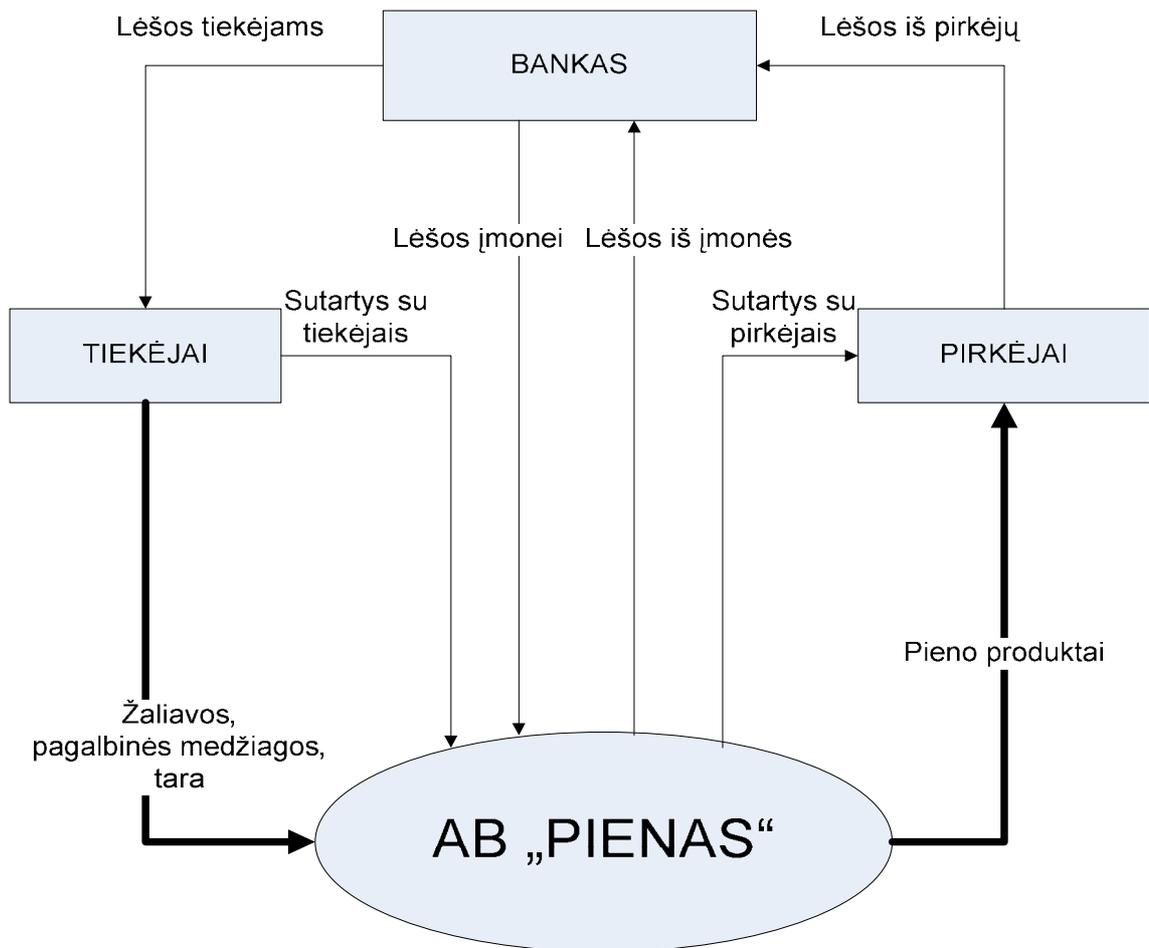 Lėšos tiekėjams
BANKAS
Lėšos iš pirkėjų
Lėšos įmonei
Lėšos iš įmonės
Sutartys su
tiekėjais
Sutartys su
pirkėjais
TIEKĖJAI
PIRKĖJAI
Pieno produktai
Žaliavos,
pagalbinės medžiagos,
tara
AB „PIENAS“